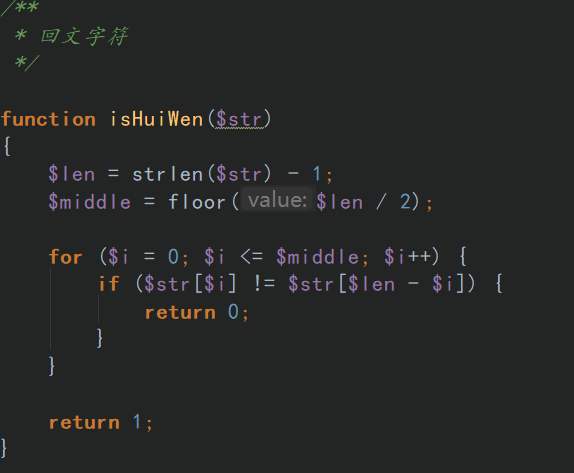 /**
 * 回文字符
 */
function isHuiWen($str)
{
    $len = strlen($str) - 1;
    $middle = floor( value: $len / 2);
    for ($i = 0; $i <= $middle; $i++) {
        if ($str[$i] != $str[$len - $i]) {
            return 0;
        }
    }
    return 1;
}